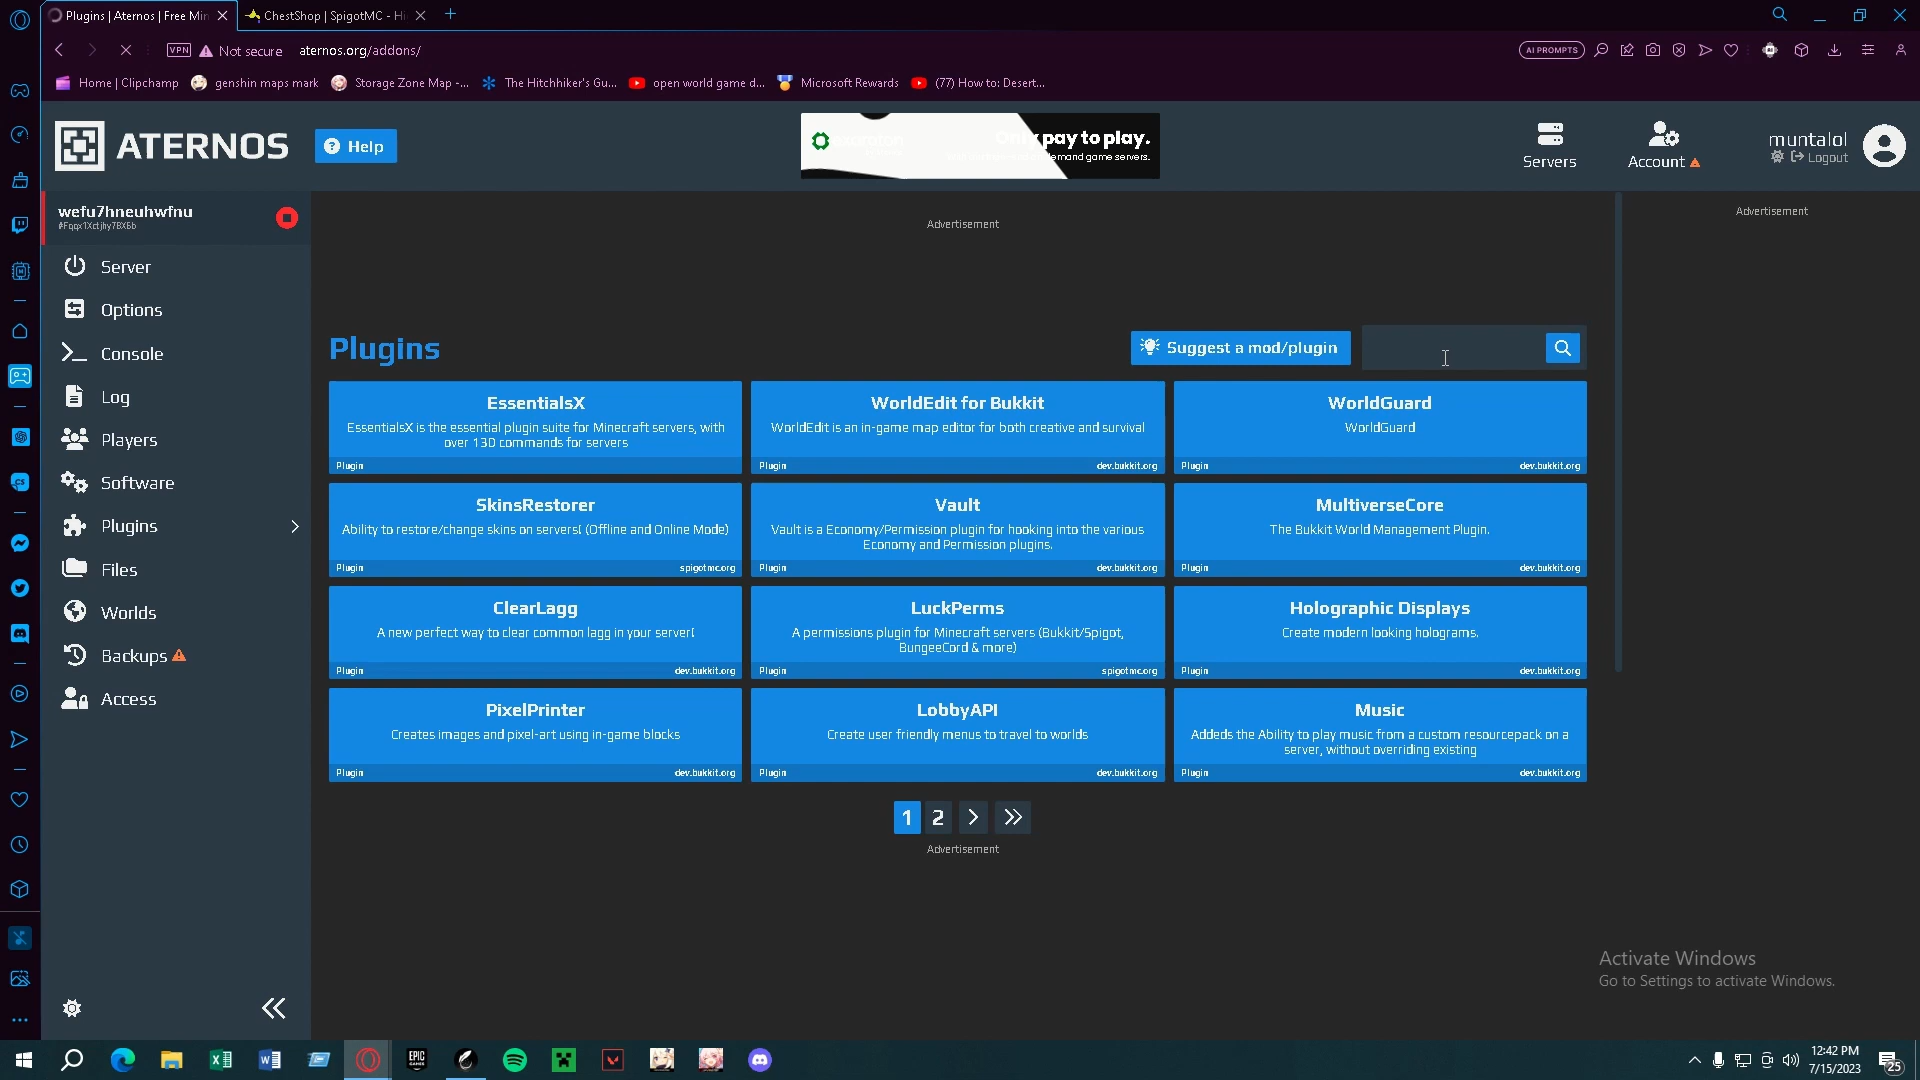 Plugins | Aternos | Free Min
ChestShop | SpigotMC - Hi
VPN
Not secure
aternos.org/addons/
AI PROMPTS
Home | Clipchamp
genshin maps mark
Storage Zone Map -...
The Hitchhiker's Gu...
open world game d...
Microsoft Rewards
(77) How to: Desert...
ATERNOS
Help
Only pay to play.
Servers
Account
muntalol
Logout
wefu7hneuhwfnu
Server
Options
Console
Log
Players
Software
Plugins
Files
Worlds
Backups
Access
Advertisement
Advertisement
Plugins
Suggest a mod/plugin
EssentialsX
EssentialsX is the essential plugin suite for Minecraft servers, with
over 130 commands for servers
Plugin
WorldEdit for Bukkit
WorldEdit is an in-game map editor for both creative and survival
Plugin
dev.bukkit.org
WorldGuard
WorldGuard
Plugin
dev.bukkit.org
SkinsRestorer
Ability to restore/change skins on servers! (Offline and Online Mode)
Plugin
spigotmc.org
Vault
Vault is a Economy/Permission plugin for hooking into the various
Economy and Permission plugins.
Plugin
dev.bukkit.org
MultiverseCore
The Bukkit World Management Plugin.
Plugin
dev.bukkit.org
ClearLagg
A new perfect way to clear common lagg in your server!
Plugin
dev.bukkit.org
LuckPerms
A permissions plugin for Minecraft servers (Bukkit/Spigot,
BungeeCord & more)
Plugin
spigotmc.org
Holographic Displays
Create modern looking holograms.
Plugin
dev.bukkit.org
PixelPrinter
Creates images and pixel-art using in-game blocks
Plugin
dev.bukkit.org
LobbyAPI
Create user friendly menus to travel to worlds
Plugin
dev.bukkit.org
Music
Addeds the Ability to play music from a custom resourcepack on a
server, without overriding existing
Plugin
dev.bukkit.org
1
2
Advertisement
Activate Windows
Go to Settings to activate Windows.
EPIC
GAMES
12:42 PM
7/15/2023
25